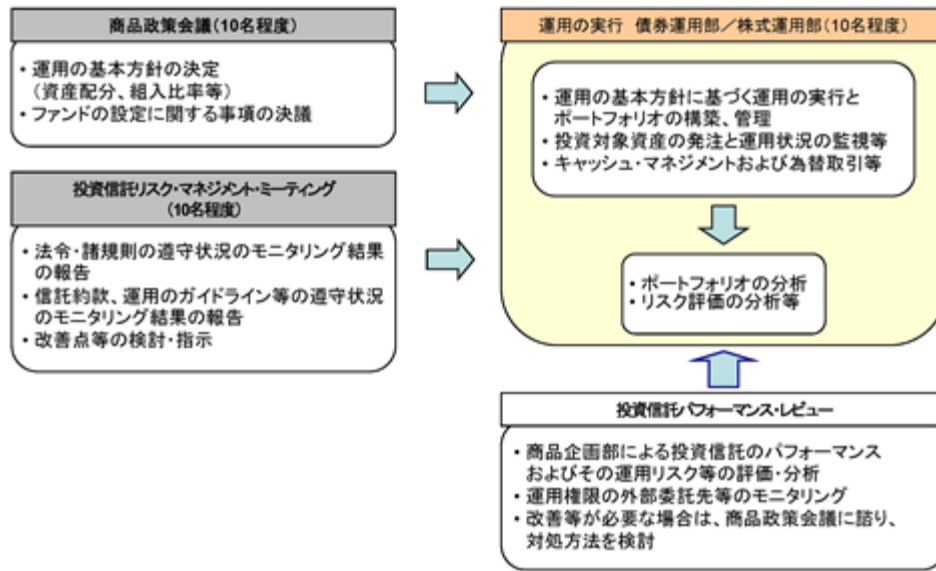 商品政策会議(10名程度)
・運用の基本方針の決定
(資産配分、組入比率等)
・ファンドの設定に関する事項の決議
投資信託リスク・マネジメント・ミーティング
(10名程度)
・法令・諸規則の遵守状況のモニタリング結果
の報告
・信託約款、運用のガイドライン等の遵守状況
のモニタリング結果の報告
・改善点等の検討・指示
運用の実行 債券運用部/株式運用部(10名程度)
・運用の基本方針に基づく運用の実行と
ポートフォリオの構築、管理
・投資対象資産の発注と運用状況の監視等
・キャッシュ・マネジメントおよび為替取引等
・ポートフォリオの分析
・リスク評価の分析等
投資信託パフォーマンス・レビュー
・商品企画部による投資信託のパフォーマンス
およびその運用リスク等の評価・分析
・運用権限の外部委託先等のモニタリング
・改善等が必要な場合は、商品政策会議に諮り、
対処方法を検討